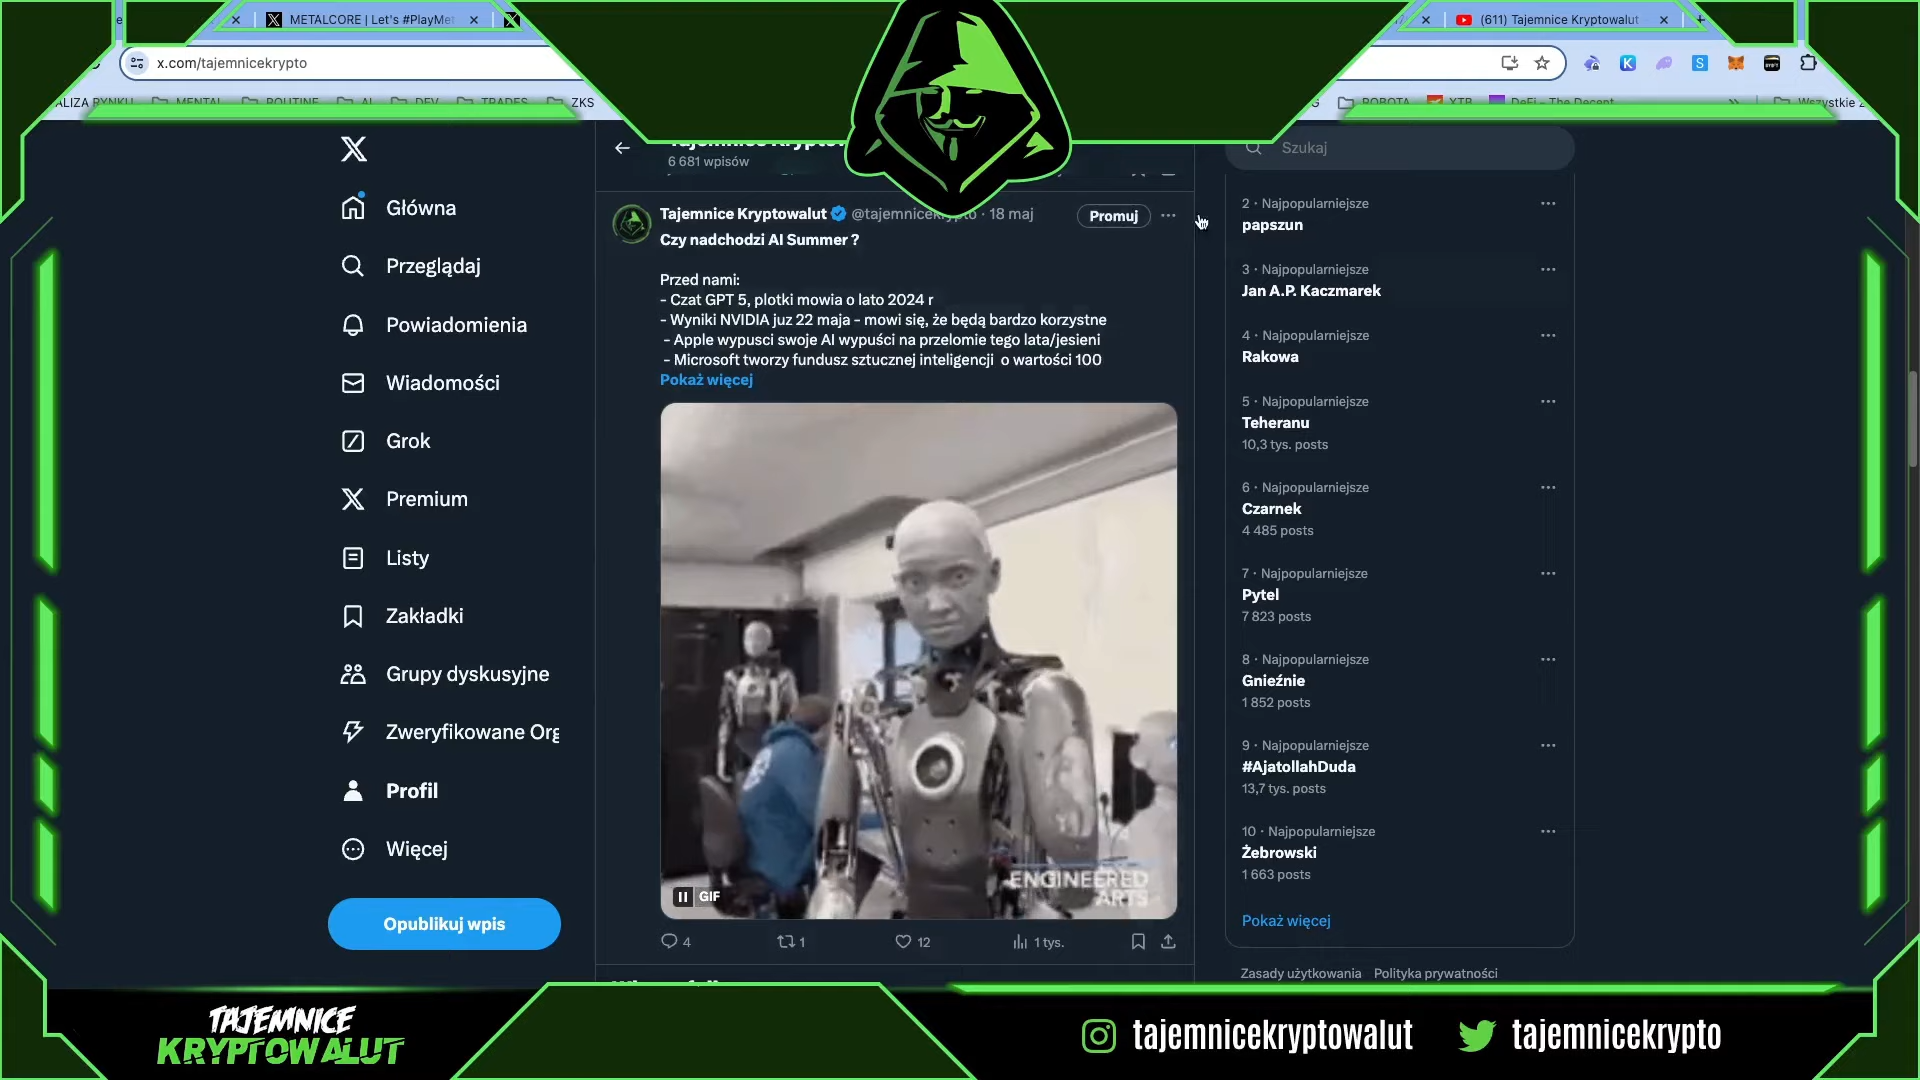 METALCORE | Let's #PlayMet
(611) Tajemnice Kryptowalut
x.com/tajemnicekrypto
MENTAL
ROUTINE
AI
DEV
TRADES
ZKS
ROBOTA
XTB
DeFi - The Decent
Wszystkie z
6 681 wpisów
Szukaj
Główna
Przeglądaj
Powiadomienia
Wiadomości
Grok
Premium
Listy
Zakładki
Grupy dyskusyjne
Zweryfikowane Org
Profil
Więcej
Opublikuj wpis
Tajemnice Kryptowalut @tajemnicekrypto · 18 maj
Promuj
Czy nadchodzi AI Summer ?
Przed nami:
- Czat GPT 5, plotki mowia o lato 2024 r
- Wyniki NVIDIA juz 22 maja - mowi się, że będą bardzo korzystne
- Apple wypusci swoje AI wypuści na przelomie tego lata/jesieni
- Microsoft tworzy fundusz sztucznej inteligencji o wartości 100
Pokaż więcej
ENGINEERED
ARTS
GIF
4
1
12
1 tys.
2 · Najpopularniejsze
papszun
3 · Najpopularniejsze
Jan A.P. Kaczmarek
4 · Najpopularniejsze
Rakowa
5 · Najpopularniejsze
Teheranu
10,3 tys. posts
6 · Najpopularniejsze
Czarnek
4 485 posts
7 · Najpopularniejsze
Pytel
7 823 posts
8 · Najpopularniejsze
Gnieźnie
1 852 posts
9 · Najpopularniejsze
#AjatollahDuda
13,7 tys. posts
10 · Najpopularniejsze
Żebrowski
1 663 posts
Pokaż więcej
Zasady użytkowania Polityka prywatności
TAJEMNICE
KRYPTOWALUT
tajemnicekryptowalut
tajemnicekrypto